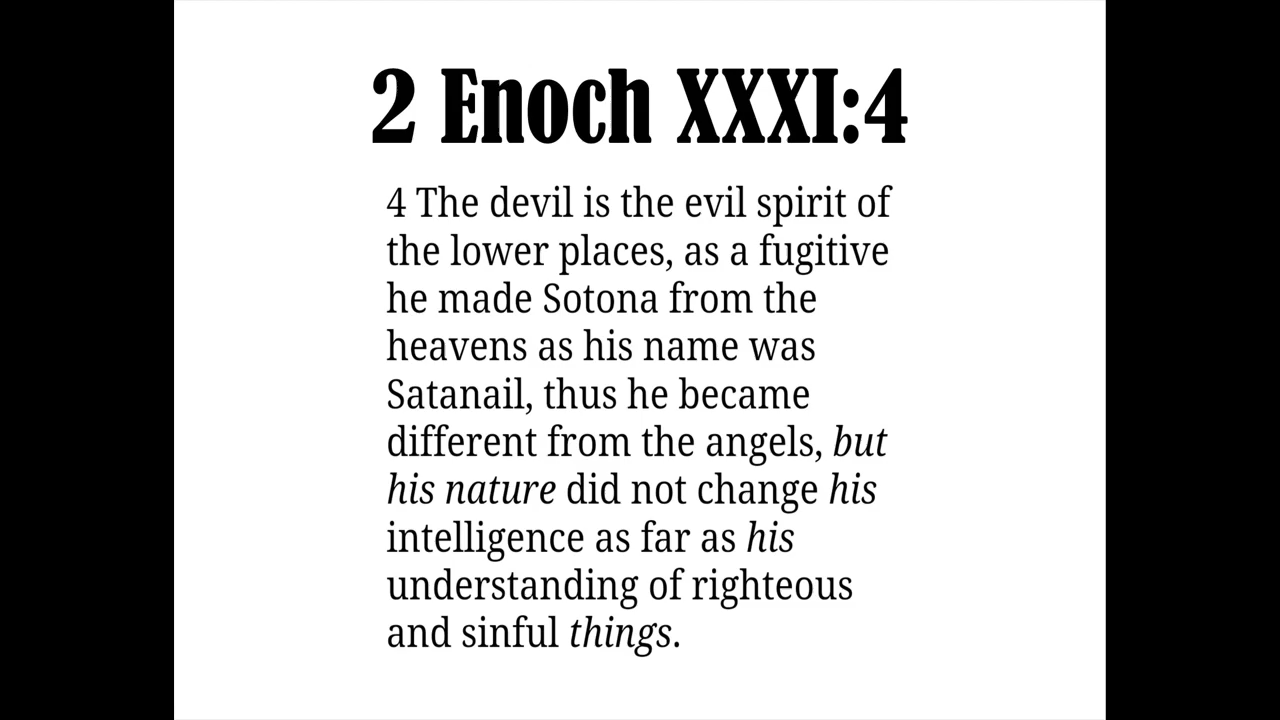 2 Enoch XXXI:4
4 The devil is the evil spirit of
the lower places, as a fugitive
he made Sotona from the
heavens as his name was
Satanail, thus he became
different from the angels, but
his nature did not change his
intelligence as far as his
understanding of righteous
and sinful things.